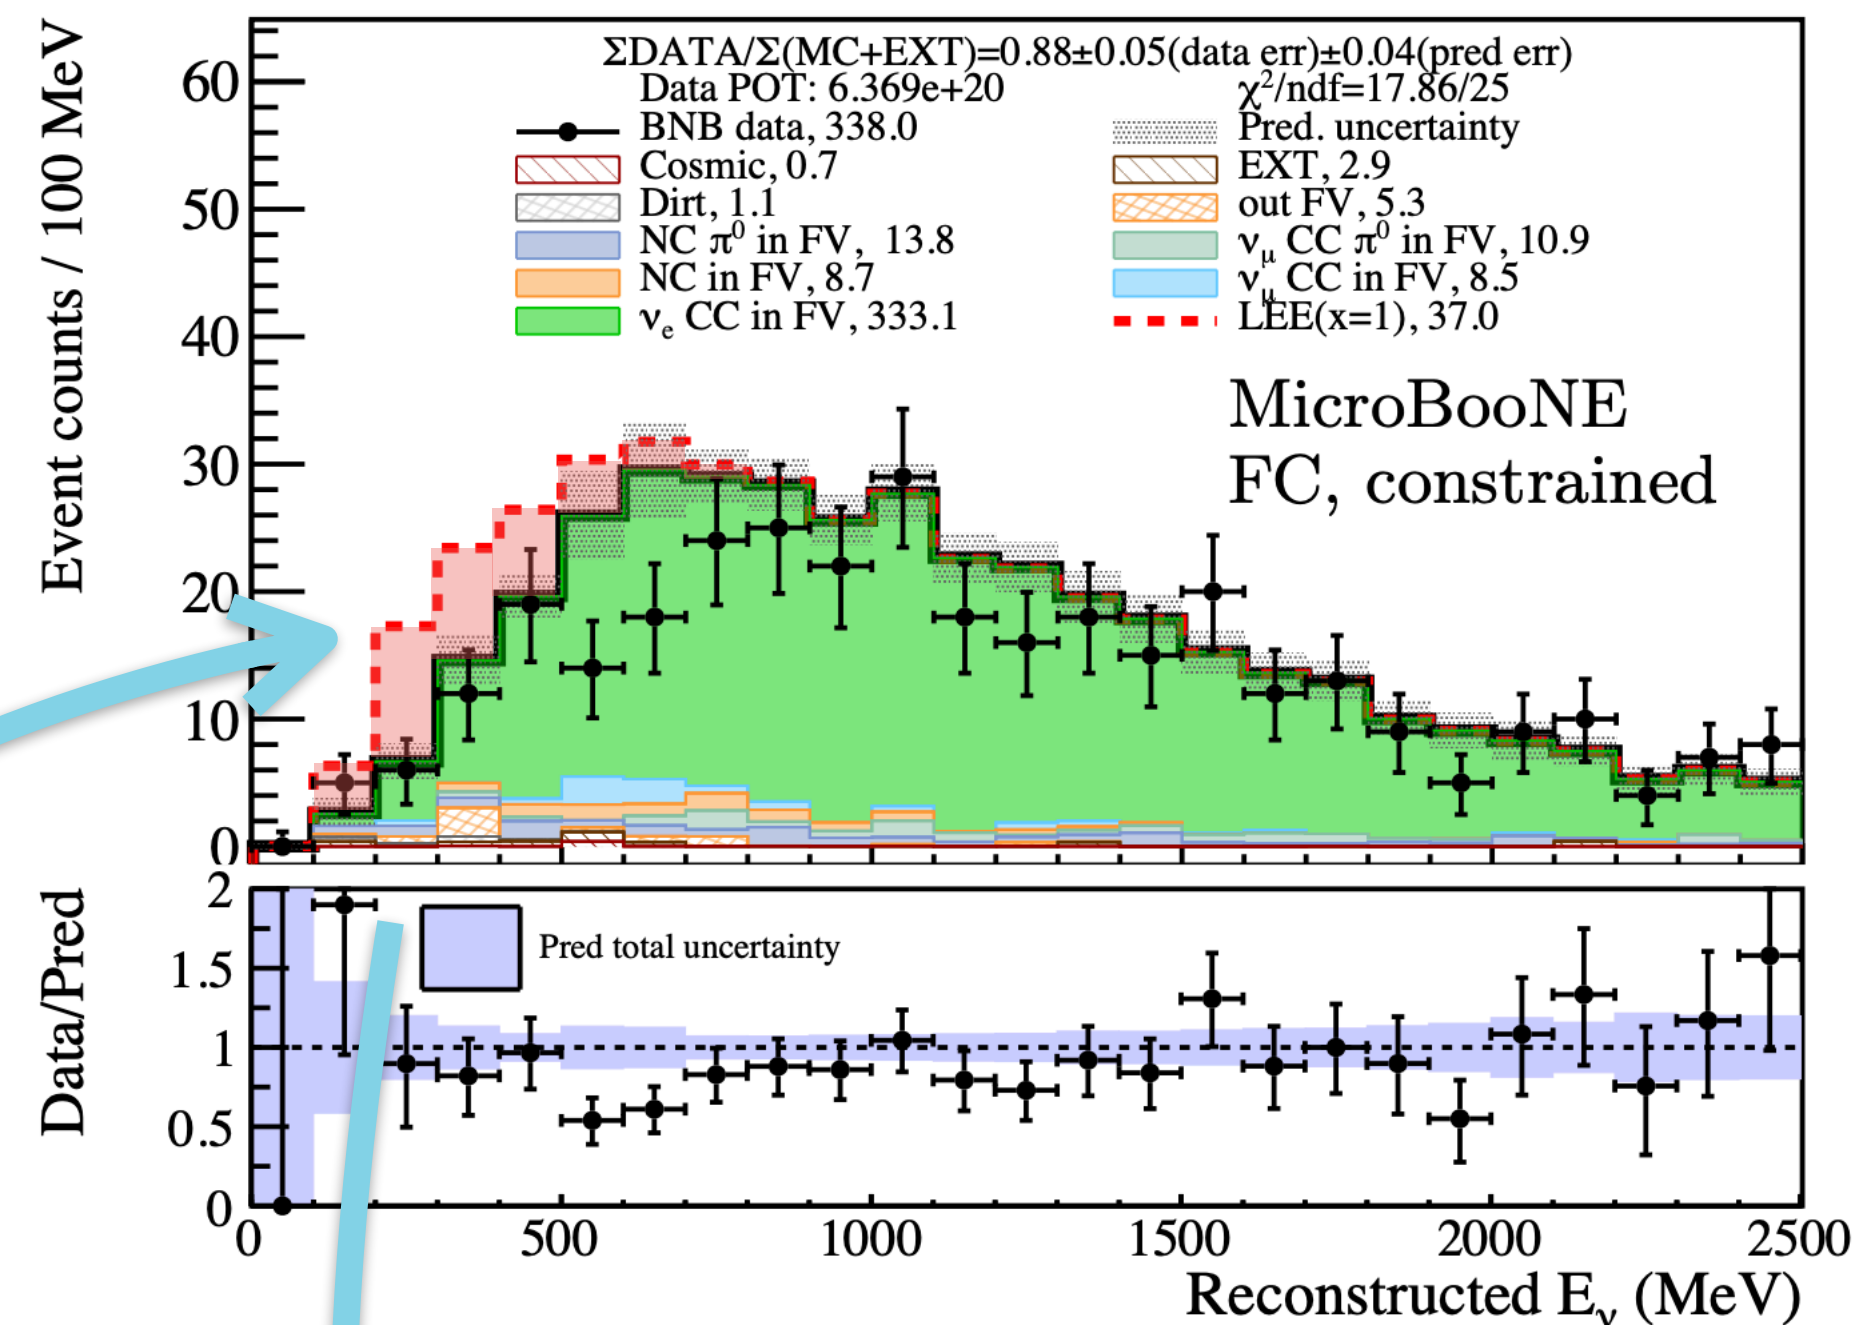 ΣDATA/Σ(MC+EXT)=0.88±0.05(data err)±0.04(pred err)
Data POT: 6.369e+20
χ²/ndf=17.86/25
BNB data, 338.0
Pred. uncertainty
Cosmic, 0.7
EXT, 2.9
Dirt, 1.1
out FV, 5.3
NC π⁰ in FV, 13.8
νμ CC π⁰ in FV, 10.9
NC in FV, 8.7
νμ CC in FV, 8.5
νe CC in FV, 333.1
LEE(x=1), 37.0
MicroBooNE
FC, constrained
Event counts / 100 MeV
60
50
40
30
20
10
0
Data/Pred
2
1.5
1
0.5
0
Pred total uncertainty
0 500 1000 1500 2000 2500
Reconstructed Eν (MeV)